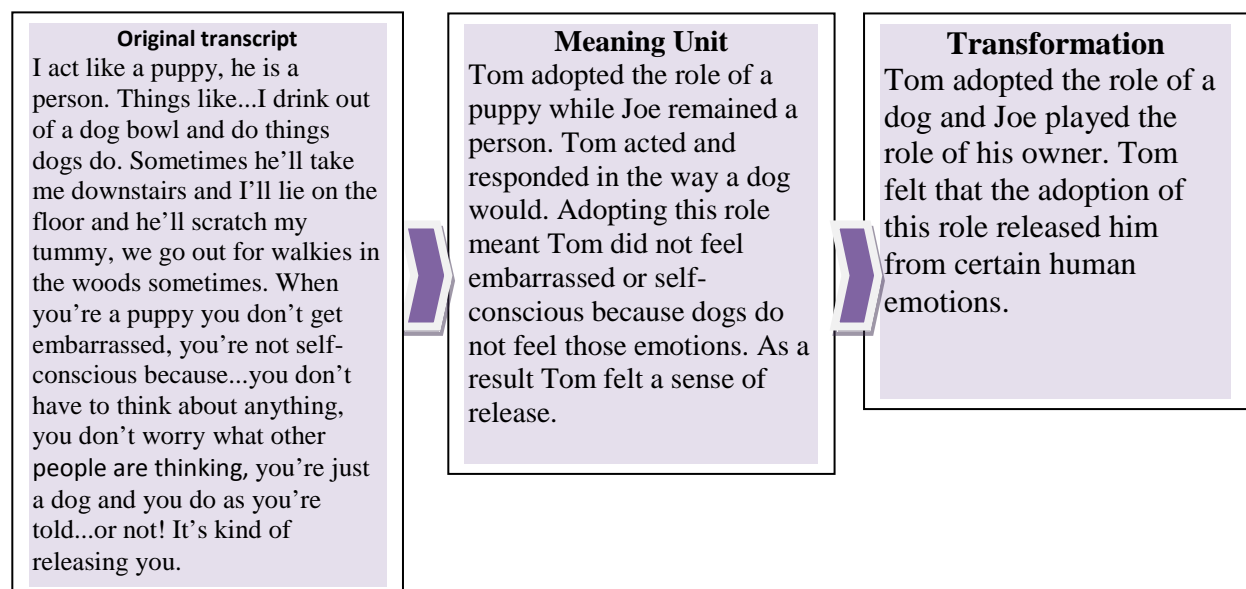 Original transcript
I act like a puppy, he is a
person. Things like...I drink out
of a dog bowl and do things
dogs do. Sometimes he’ll take
me downstairs and I’ll lie on the
floor and he’ll scratch my
tummy, we go out for walkies in
the woods sometimes. When
you’re a puppy you don’t get
embarrassed, you’re not self-
conscious because...you don’t
have to think about anything,
you don’t worry what other
people are thinking, you’re just
a dog and you do as you’re
told...or not! It’s kind of
releasing you.
Meaning Unit
Tom adopted the role of a
puppy while Joe remained a
person. Tom acted and
responded in the way a dog
would. Adopting this role
meant Tom did not feel
embarrassed or self-
conscious because dogs do
not feel those emotions. As a
result Tom felt a sense of
release.
Transformation
Tom adopted the role of a
dog and Joe played the
role of his owner. Tom
felt that the adoption of
this role released him
from certain human
emotions.